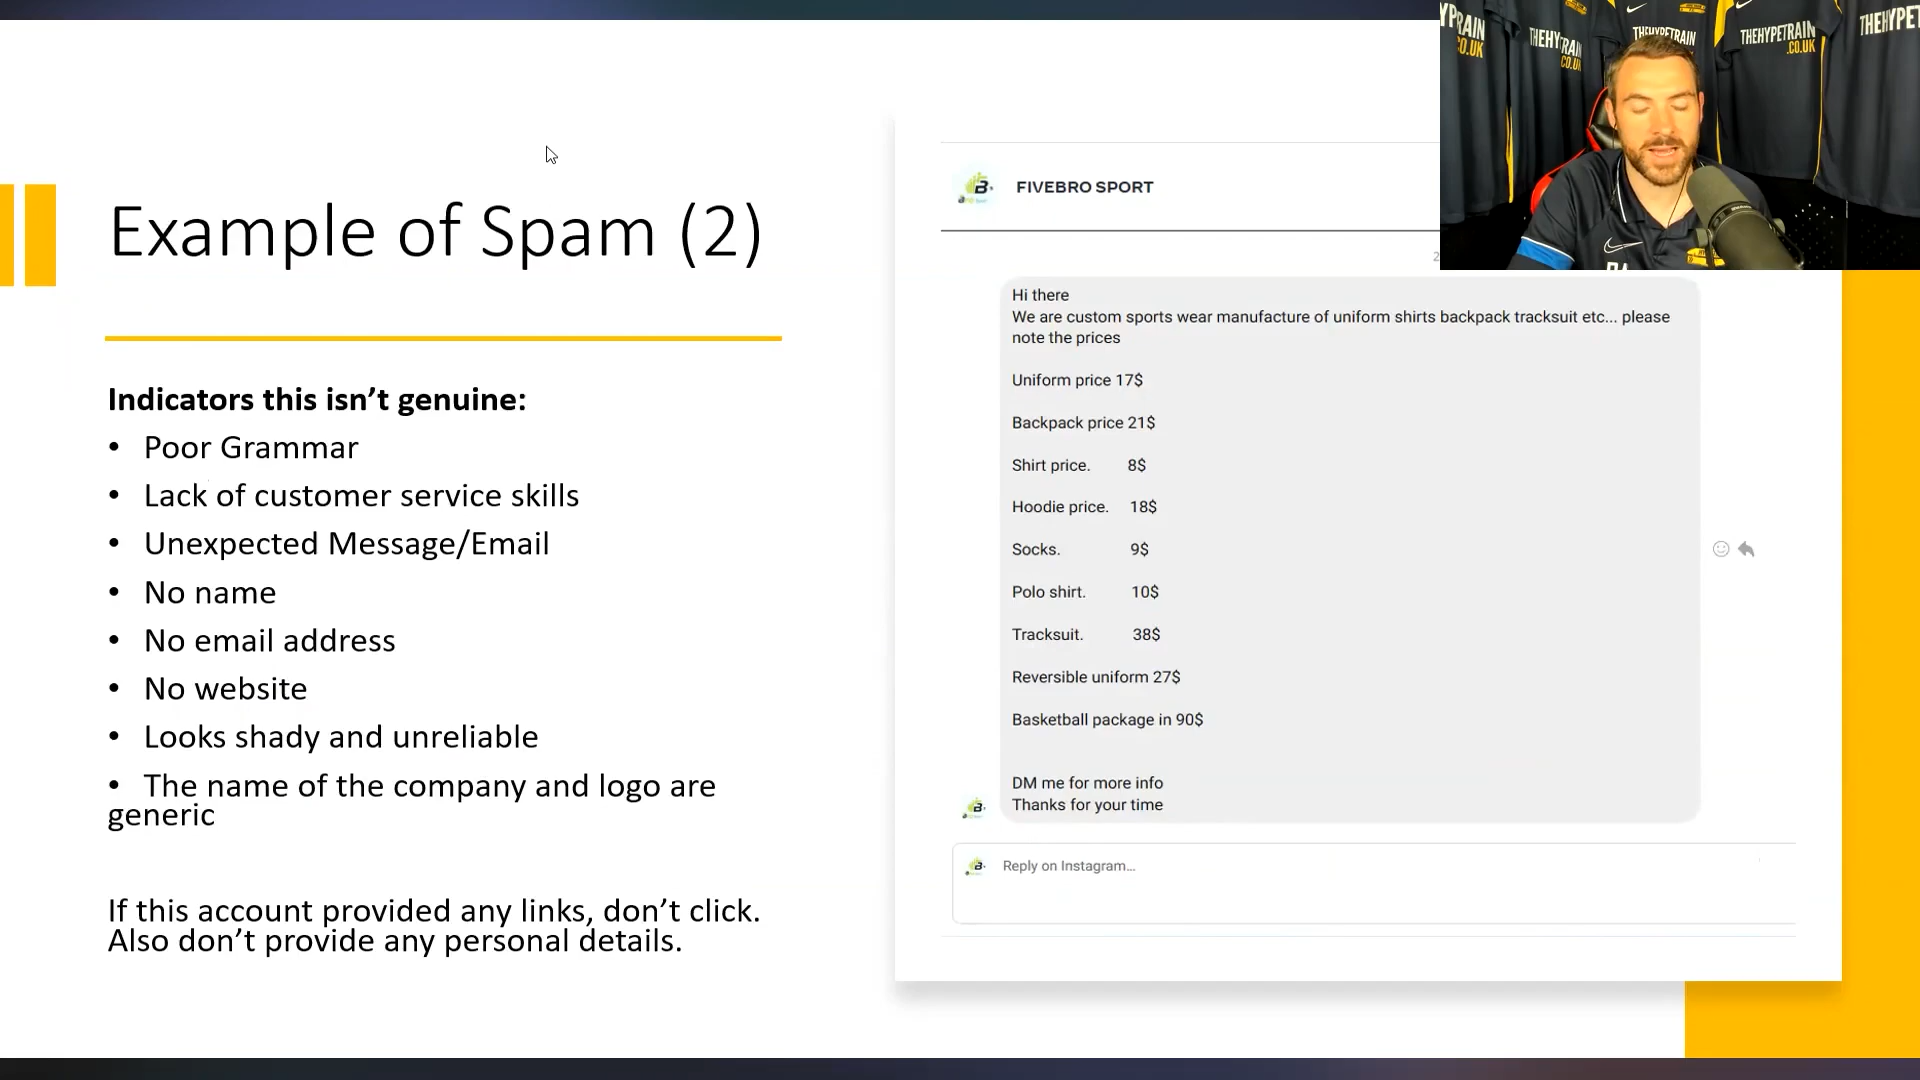 Example of Spam (2)
Indicators this isn’t genuine:
• Poor Grammar
• Lack of customer service skills
• Unexpected Message/Email
• No name
• No email address
• No website
• Looks shady and unreliable
• The name of the company and logo are
generic
If this account provided any links, don’t click.
Also don’t provide any personal details.
FIVEBRO SPORT
Hi there
We are custom sports wear manufacture of uniform shirts backpack tracksuit etc... please
note the prices
Uniform price 17$
Backpack price 21$
Shirt price. 8$
Hoodie price. 18$
Socks. 9$
Polo shirt. 10$
Tracksuit. 38$
Reversible uniform 27$
Basketball package in 90$
DM me for more info
Thanks for your time
Reply on Instagram...
THEHYPETRAIN
.CO.UK